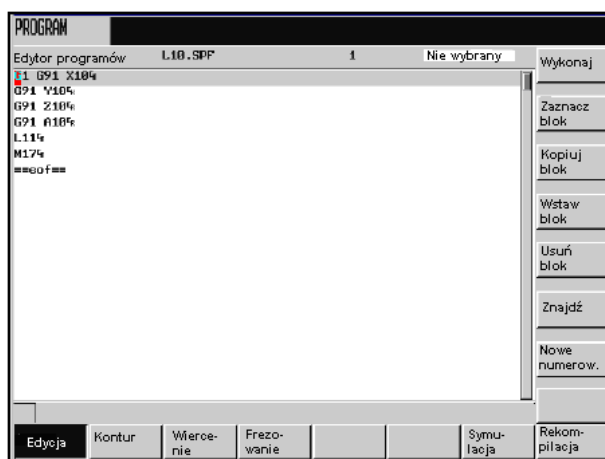 PROGRAM
Edytor programów L10.SPF 1 Nie wybrany
G91 X10
G91 Y10
G91 Z10
G91 A10
L11
M17
==eof==
Wykonaj
Zaznacz
blok
Kopiuj
blok
Wstaw
blok
Usuń
blok
Znajdź
Nowe
numerow.
Edycja
Kontur
Wierce-
nie
Frezo-
wanie
Symu-
lacja
Rekom-
pilacja